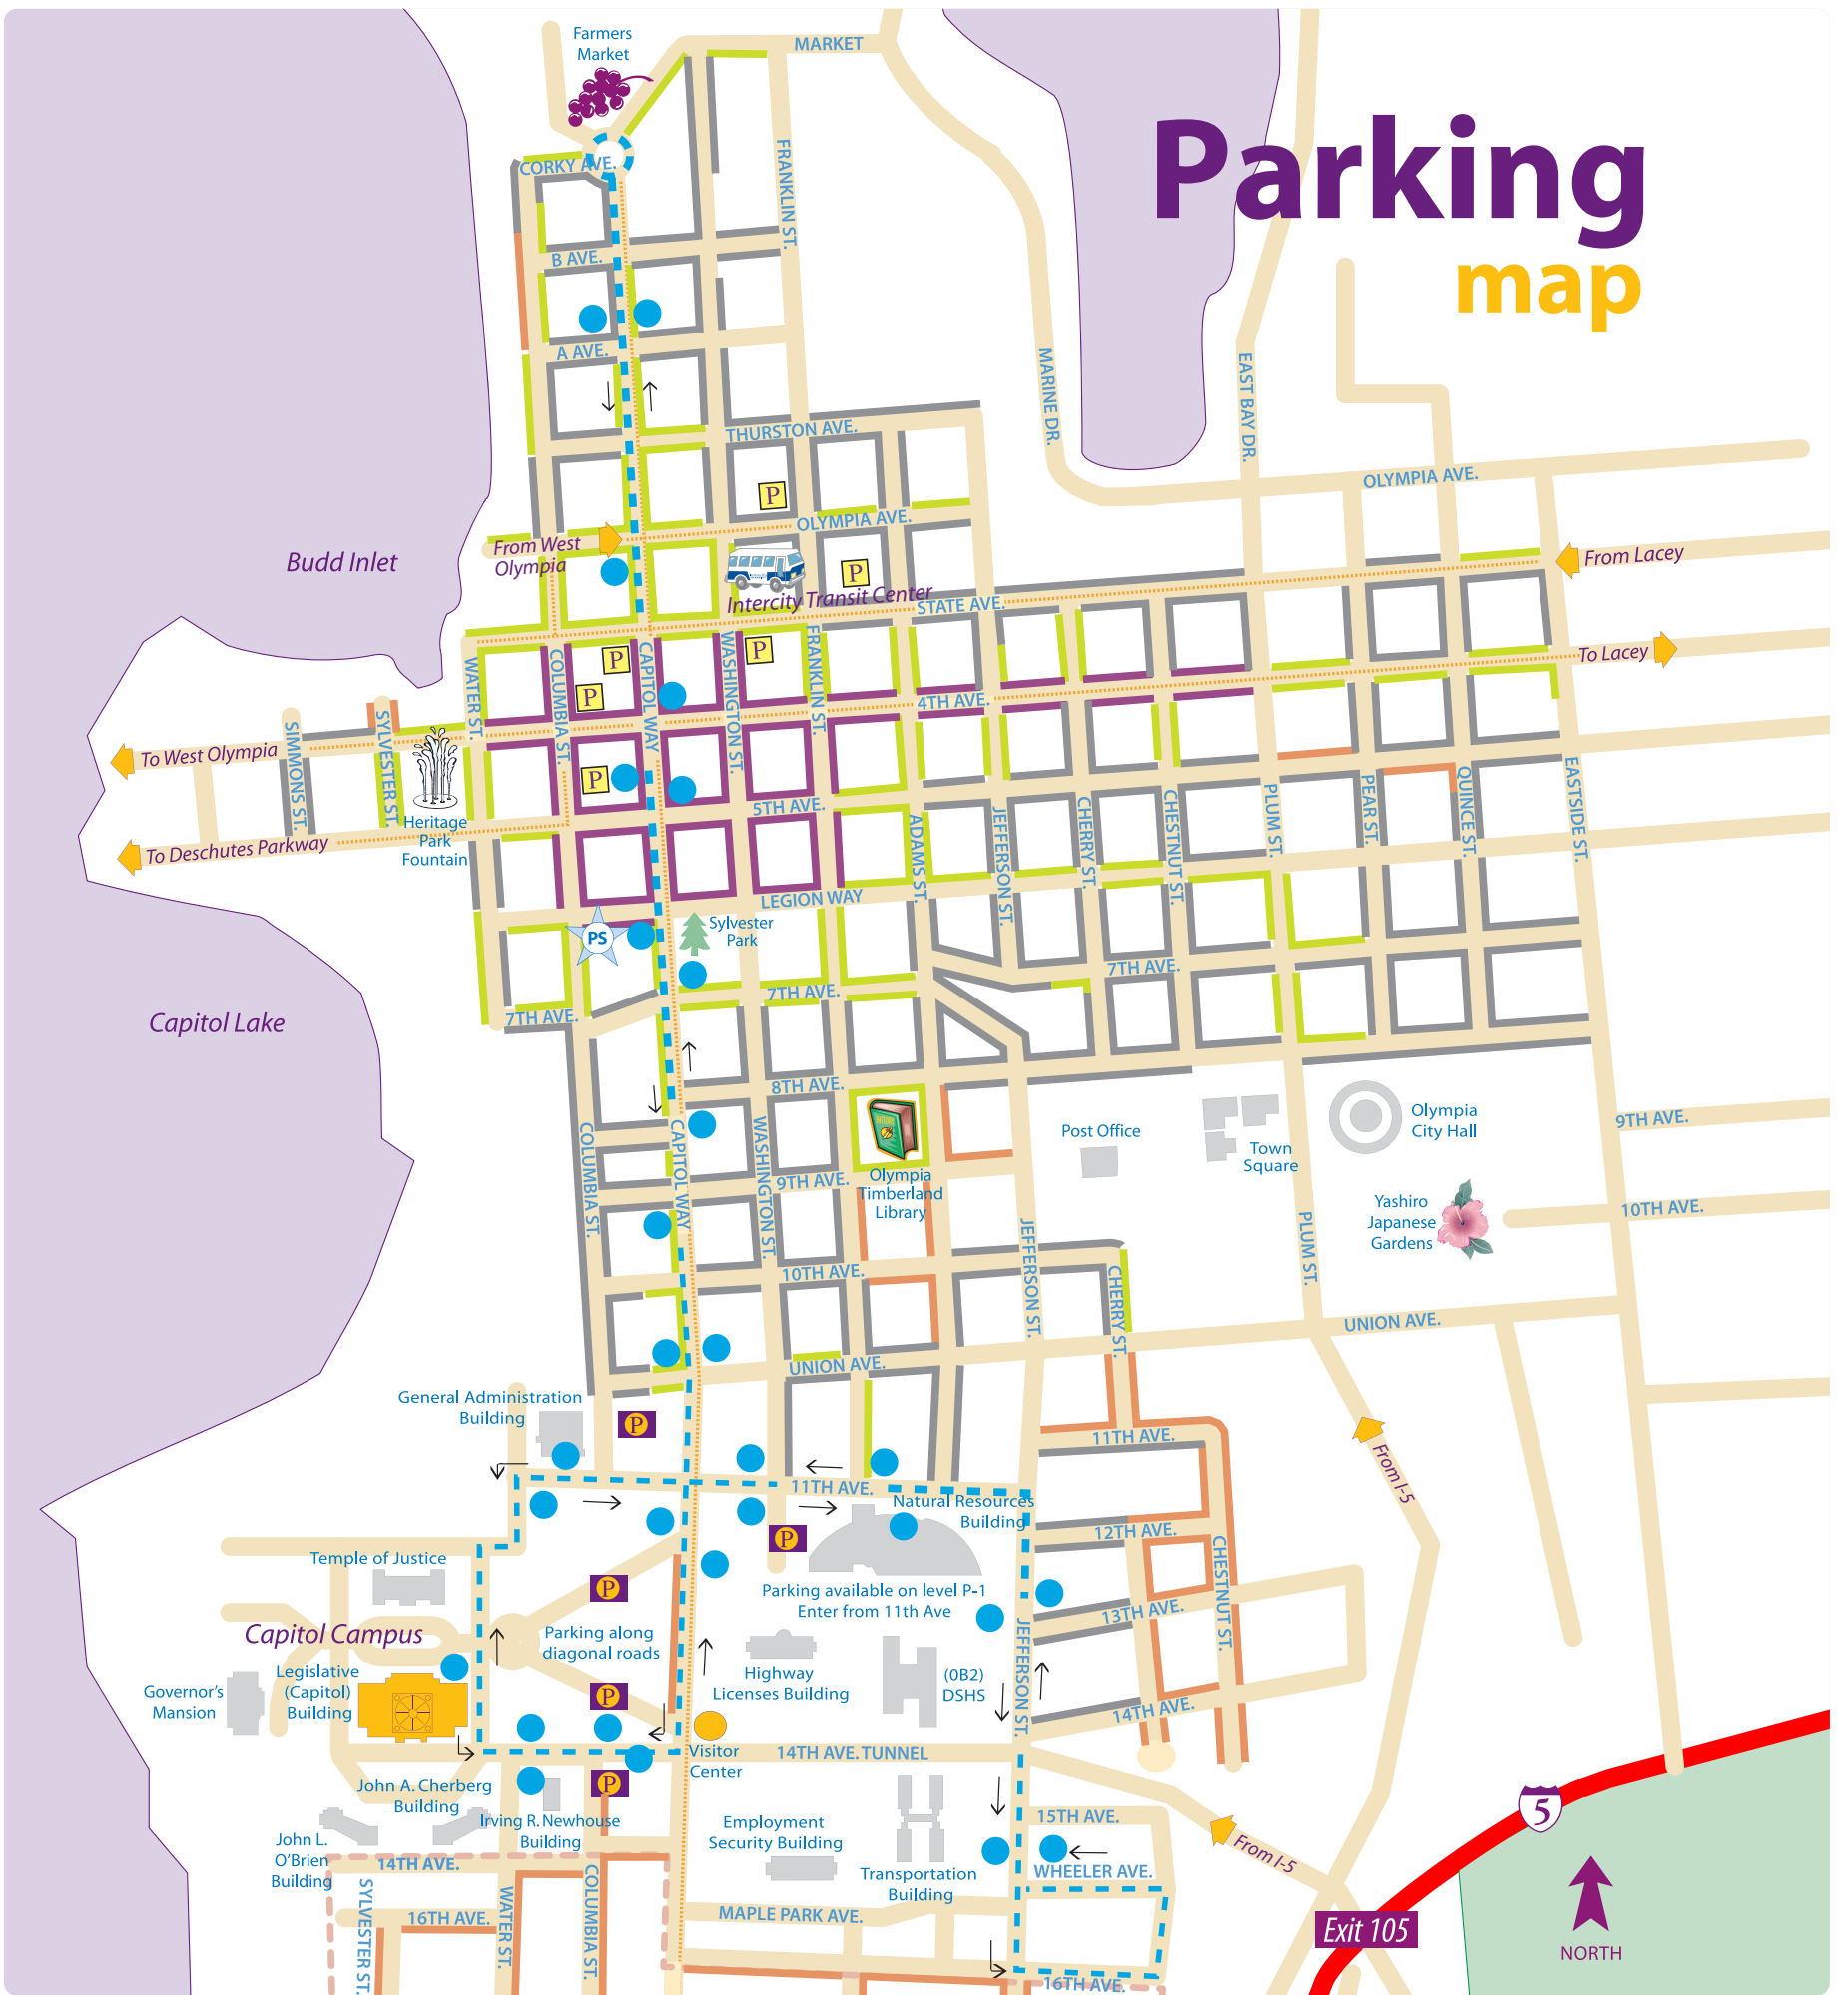 Parking
map
Farmers
Market
MARKET
CORKY AVE.
FRANKLIN ST.
B AVE.
A AVE.
MARINE DR.
EAST BAY DR.
THURSTON AVE.
P
OLYMPIA AVE.
OLYMPIA AVE.
From West
Olympia
Budd Inlet
P
Intercity Transit Center
STATE AVE.
From Lacey
To Lacey
WATER ST.
COLUMBIA ST.
CAPITOL WAY
WASHINGTON ST.
FRANKLIN ST.
P
P
P
4TH AVE.
SIMMONS ST.
SYLVESTER ST.
To West Olympia
P
Heritage
Park
Fountain
5TH AVE.
ADAMS ST.
JEFFERSON ST.
CHERRY ST.
CHESTNUT ST.
PLUM ST.
PEAR ST.
QUINCE ST.
EASTSIDE ST.
To Deschutes Parkway
LEGION WAY
PS
Sylvester
Park
7TH AVE.
7TH AVE.
7TH AVE.
Capitol Lake
8TH AVE.
Post Office
Town
Square
Olympia
City Hall
9TH AVE.
COLUMBIA ST.
CAPITOL WAY
WASHINGTON ST.
9TH AVE.
Olympia
Timberland
Library
Yashiro
Japanese
Gardens
10TH AVE.
JEFFERSON ST.
CHERRY ST.
PLUM ST.
10TH AVE.
UNION AVE.
UNION AVE.
General Administration
Building
P
11TH AVE.
From I-5
11TH AVE.
Natural Resources
Building
P
12TH AVE.
CHESTNUT ST.
Temple of Justice
P
Parking available on level P-1
Enter from 11th Ave
13TH AVE.
JEFFERSON ST.
Capitol Campus
Parking along
diagonal roads
Legislative
(Capitol)
Building
Governor's
Mansion
Highway
Licenses Building
(0B2)
DSHS
P
14TH AVE.
Visitor
Center
14TH AVE. TUNNEL
P
John A. Cherberg
Building
Irving R. Newhouse
Building
John L.
O'Brien
Building
Employment
Security Building
Transportation
Building
15TH AVE.
WHEELER AVE.
From I-5
5
14TH AVE.
SYLVESTER ST.
WATER ST.
COLUMBIA ST.
16TH AVE.
MAPLE PARK AVE.
16TH AVE.
Exit 105
NORTH